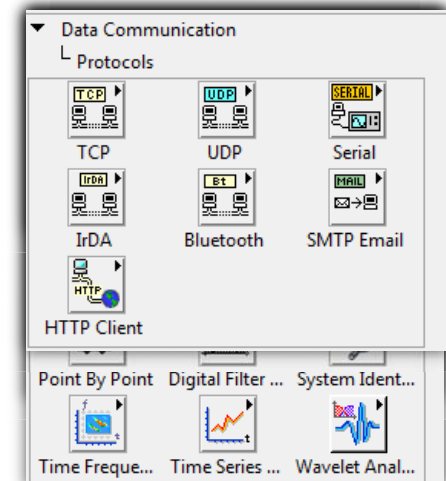 Data Communication
Protocols
TCP UDP SERIAL
TCP UDP Serial
IrDA Bt MAIL
IrDA Bluetooth SMTP Email
HTTP
HTTP Client
Point By Point Digital Filter ... System Ident...
f
t t
Time Freque... Time Series ... Wavelet Anal...